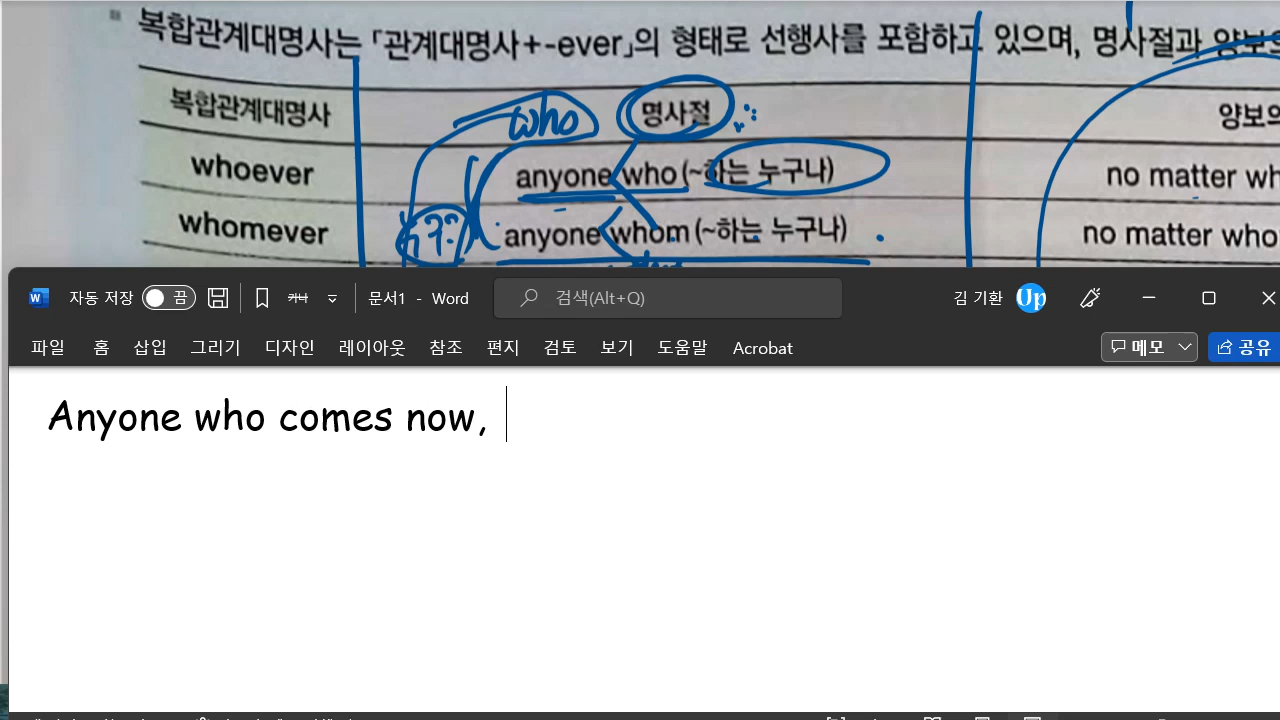 복합관계대명사는 「관계대명사+-ever」의 형태로 선행사를 포함하고 있으며, 명사절과 양보의
복합관계대명사 who 명사절 양보의
whoever anyone who (~하는 누구나) no matter wh
whomever anyone whom (~하는 누구나) no matter who
자동 저장 끔 가나 문서1 - Word 검색(Alt+Q) 김 기환 Up
파일 홈 삽입 그리기 디자인 레이아웃 참조 편지 검토 보기 도움말 Acrobat 메모 공유
Anyone who comes now,